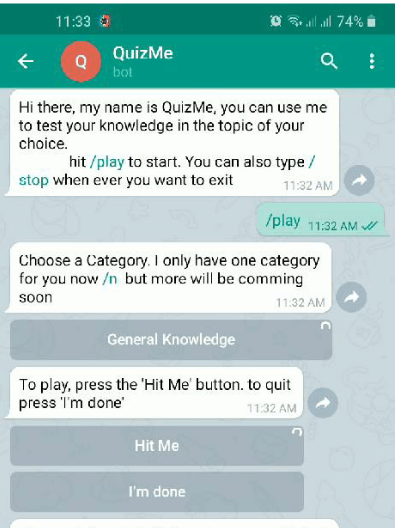 11:33 74%
Q QuizMe
bot
Hi there, my name is QuizMe, you can use me
to test your knowledge in the topic of your
choice.
hit /play to start. You can also type /
stop when ever you want to exit 11:32 AM
/play 11:32 AM
Choose a Category. I only have one category
for you now /n but more will be comming
soon 11:32 AM
General Knowledge
To play, press the 'Hit Me' button. to quit
press 'I'm done' 11:32 AM
Hit Me
I'm done